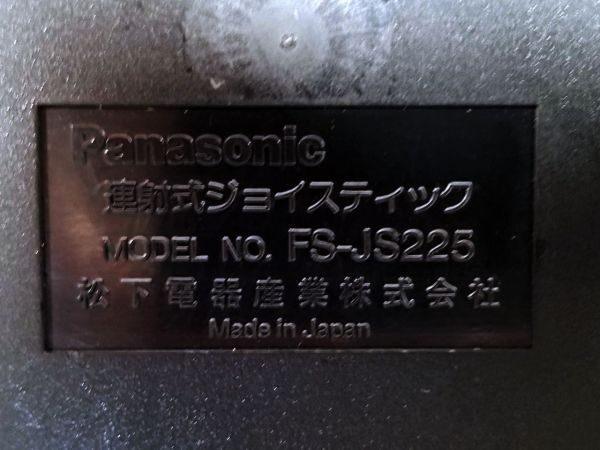 Panasonic
連射式ジョイスティック
MODEL NO. FS-JS225
松下電器産業株式会社
Made in Japan